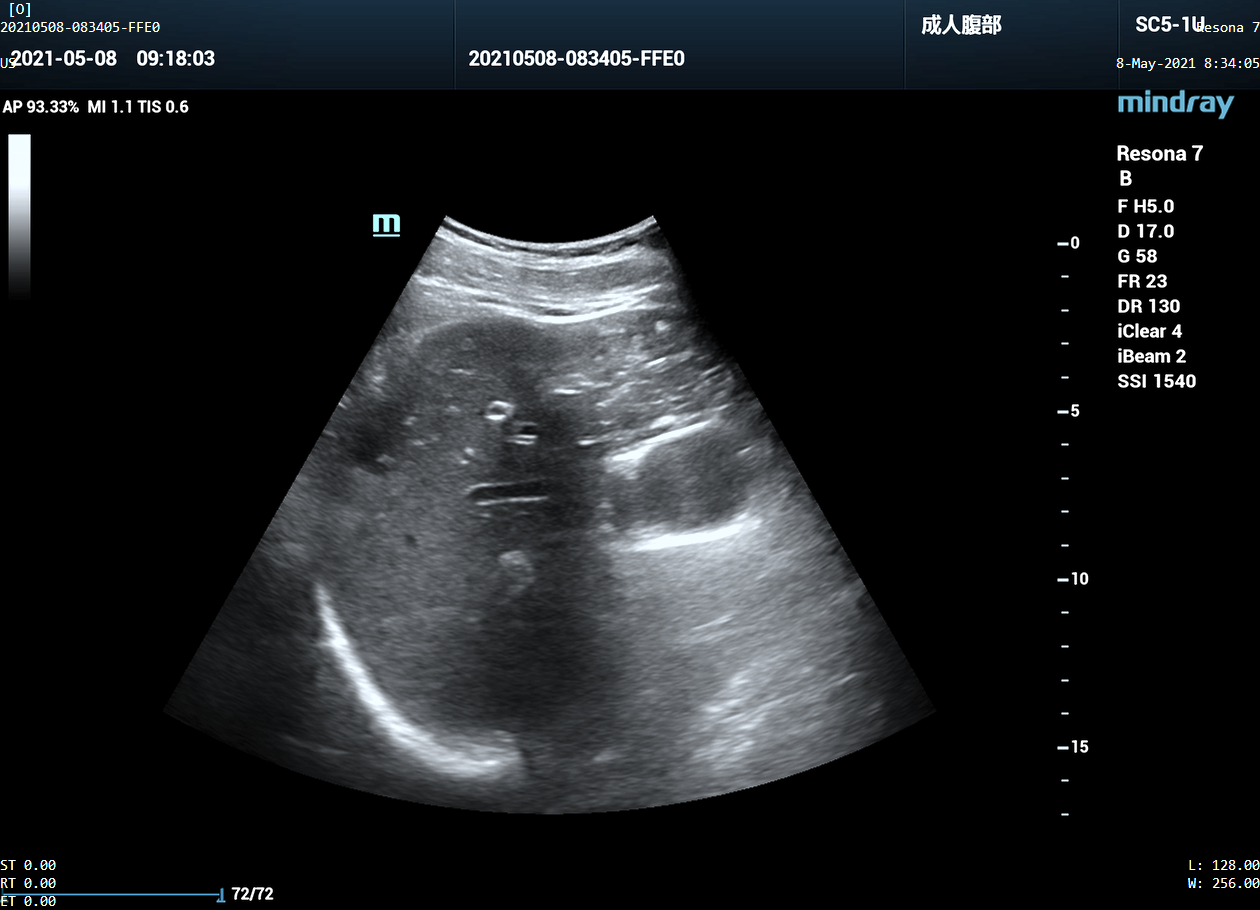 [O]
20210508-083405-FFE0
2021-05-08 09:18:03
US
20210508-083405-FFE0
成人腹部
SC5-1U
Resona 7
8-May-2021 8:34:05
AP 93.33% MI 1.1 TIS 0.6
mindray
Resona 7
B
F H5.0
D 17.0
G 58
FR 23
DR 130
iClear 4
iBeam 2
SSI 1540
m
0
5
10
15
ST 0.00
RT 0.00
ET 0.00
72/72
L: 128.00
W: 256.00